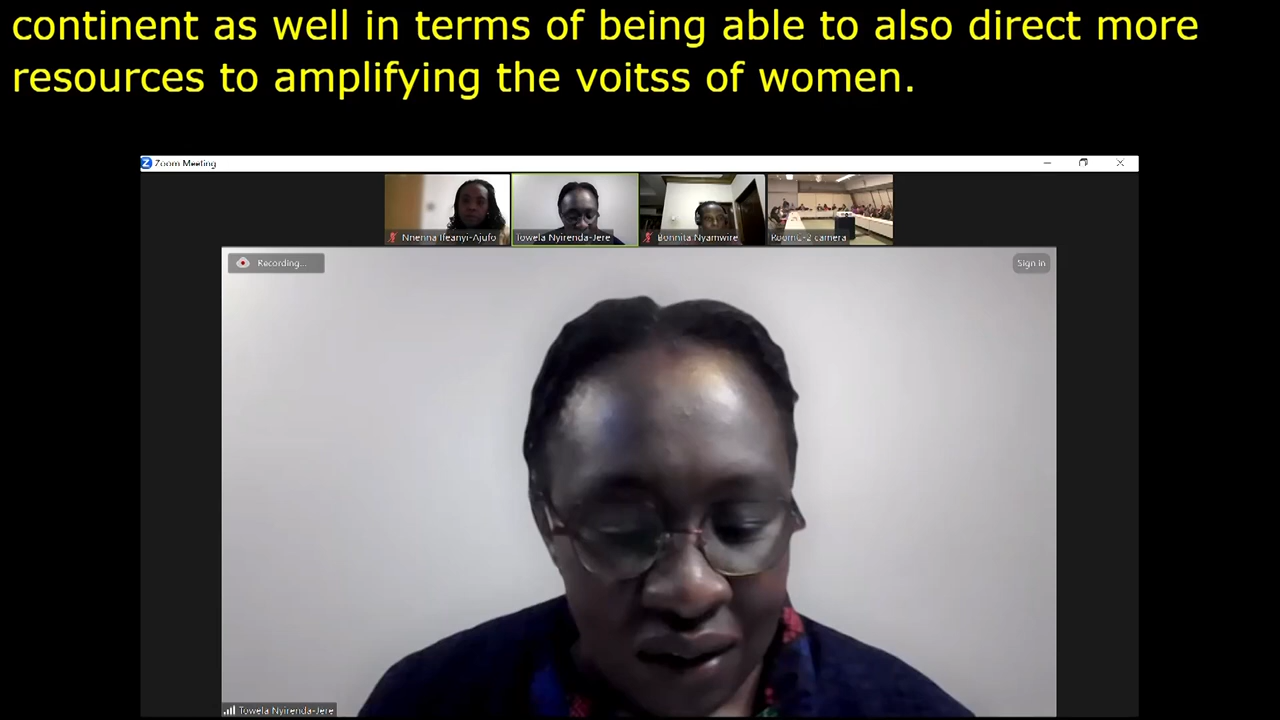 continent as well in terms of being able to also direct more
resources to amplifying the voitss of women.
Zoom Meeting
Nnenna Ifeanyi-Ajufo
Towela Nyirenda-Jere
Bonnita Nyamwire
RoomC-2 camera
Recording...
Sign in
Towela Nyirenda-Jere